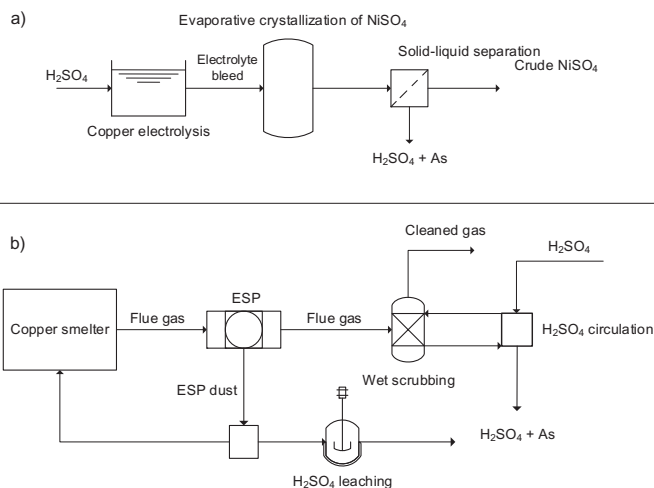 a)
Evaporative crystallization of NiSO₄
Solid-liquid separation
Crude NiSO₄
H₂SO₄
Electrolyte
bleed
Copper electrolysis
H₂SO₄ + As
b)
Cleaned gas
H₂SO₄
ESP
Copper smelter
Flue gas
Flue gas
H₂SO₄ circulation
Wet scrubbing
ESP dust
H₂SO₄ + As
H₂SO₄ leaching